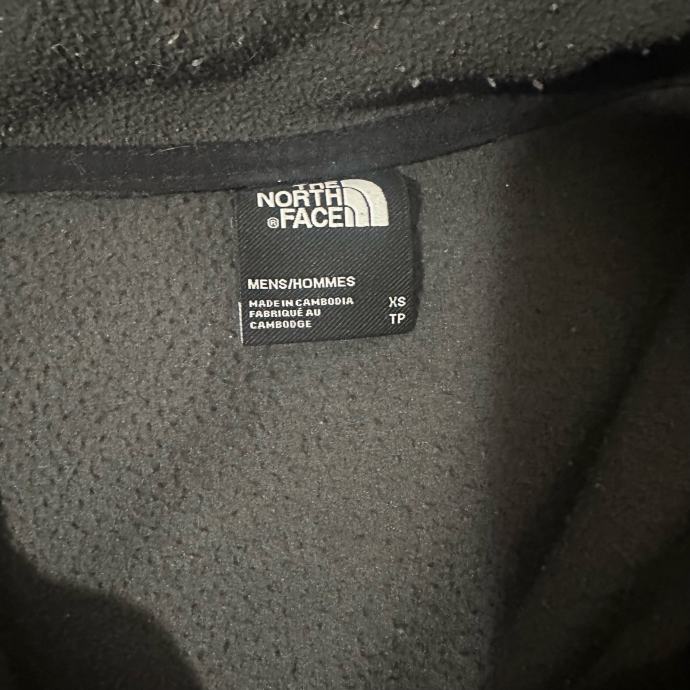 THE
NORTH
®FACE
MENS/HOMMES
MADE IN CAMBODIA XS
FABRIQUÉ AU TP
CAMBODGE